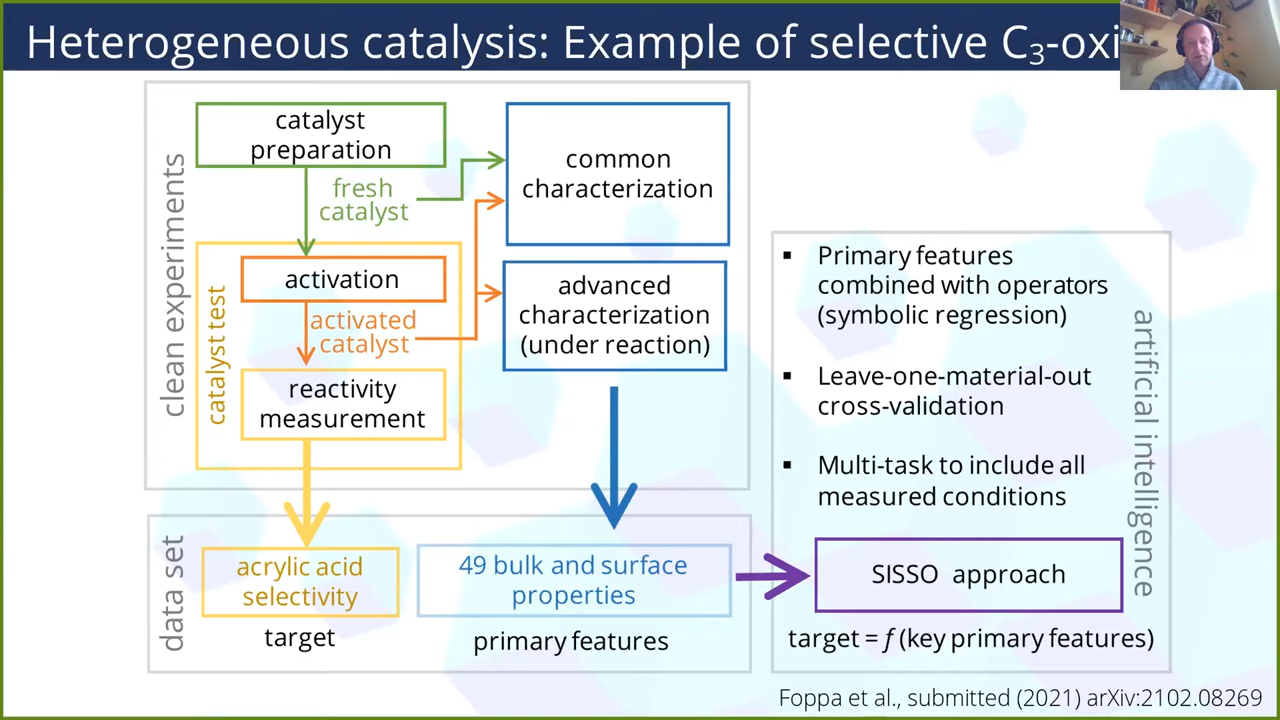 Heterogeneous catalysis: Example of selective C₃-oxi
clean experiments
catalyst
preparation
fresh
catalyst
common
characterization
catalyst test
activation
activated
catalyst
advanced
characterization
(under reaction)
reactivity
measurement
data set
acrylic acid
selectivity
target
49 bulk and surface
properties
primary features
artificial intelligence
▪ Primary features
combined with operators
(symbolic regression)
▪ Leave-one-material-out
cross-validation
▪ Multi-task to include all
measured conditions
SISSO approach
target = f (key primary features)
Foppa et al., submitted (2021) arXiv:2102.08269